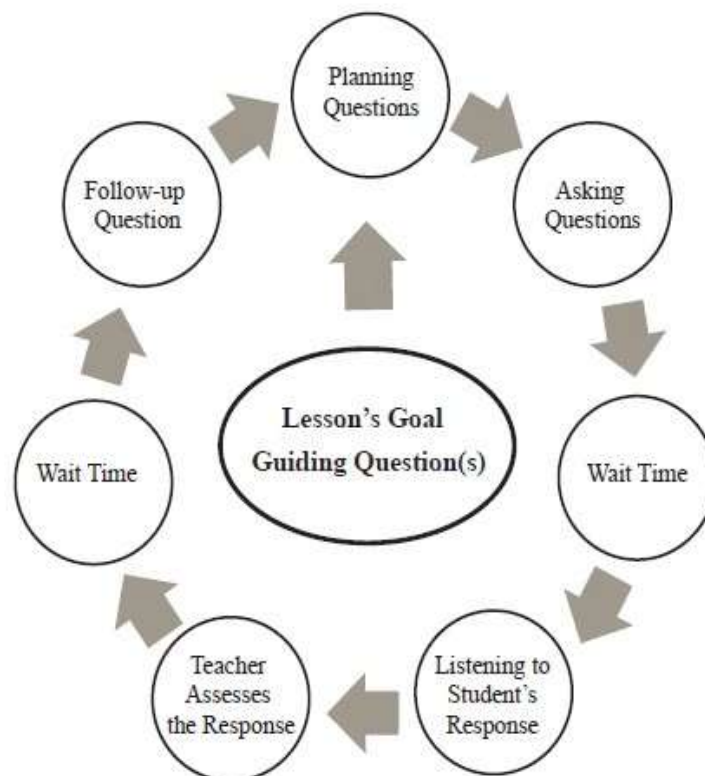 Planning
Questions
Asking
Questions
Wait Time
Listening to
Student's
Response
Teacher
Assesses
the Response
Wait Time
Follow-up
Question
Lesson's Goal
Guiding Question(s)